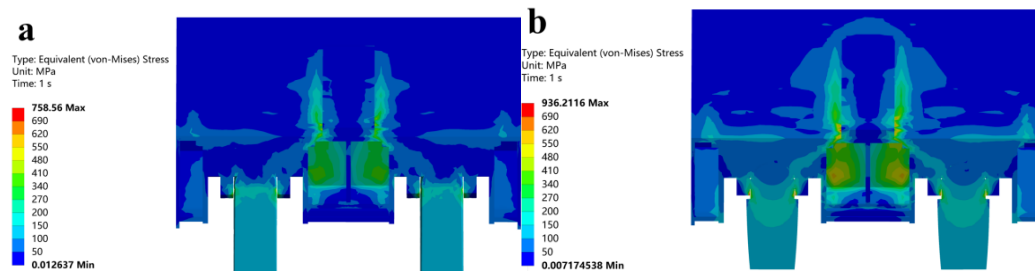 a
Type: Equivalent (von-Mises) Stress
Unit: MPa
Time: 1 s
758.56 Max
690
620
550
480
410
340
270
200
150
100
50
0.012637 Min
b
Type: Equivalent (von-Mises) Stress
Unit: MPa
Time: 1 s
936.2116 Max
690
620
550
480
410
340
270
200
150
100
50
0.007174538 Min